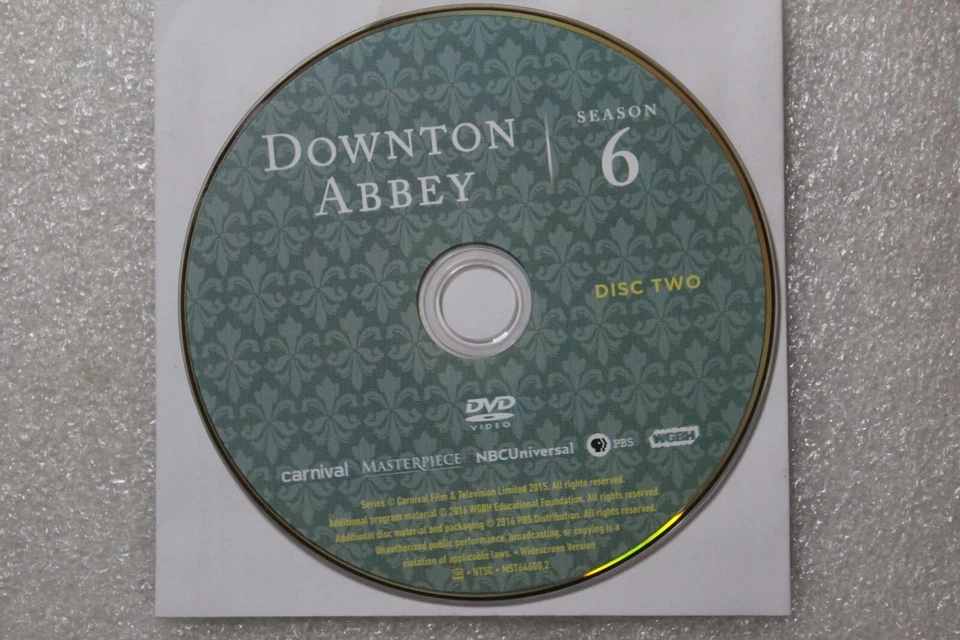 DOWNTON
ABBEY
SEASON
6
DISC TWO
DVD
VIDEO
carnival MASTERPIECE NBCUniversal PBS WGBH
Series © Carnival Film & Television Limited 2015. All rights reserved.
Additional program material © 2016 WGBH Educational Foundation. All rights reserved.
Additional disc material and packaging © 2016 PBS Distribution. All rights reserved.
Unauthorized public performance, broadcasting, or copying is a
violation of applicable laws. • Widescreen Version
• NTSC • MST64600.2